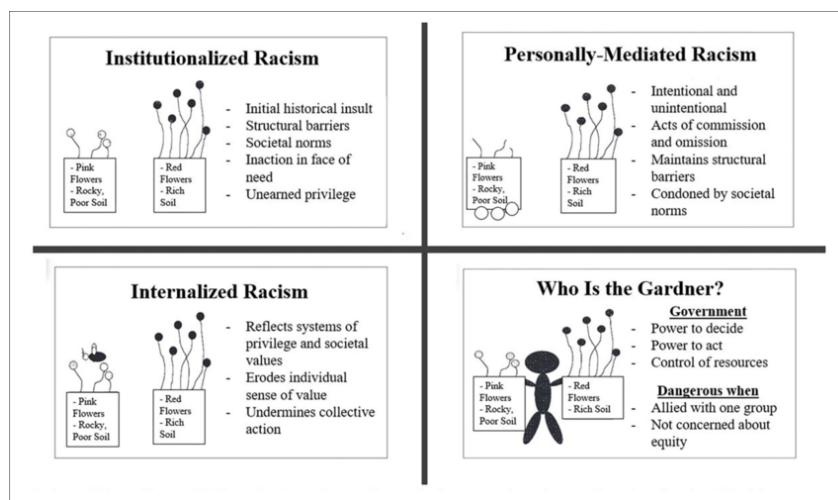 Institutionalized Racism
- Pink
Flowers
- Rocky,
Poor Soil
- Red
Flowers
- Rich
Soil
- Initial historical insult
- Structural barriers
- Societal norms
- Inaction in face of
need
- Unearned privilege
Personally-Mediated Racism
- Pink
Flowers
- Rocky,
Poor Soil
- Red
Flowers
- Rich
Soil
- Intentional and
unintentional
- Acts of commission
and omission
- Maintains structural
barriers
- Condoned by societal
norms
Internalized Racism
- Pink
Flowers
- Rocky,
Poor Soil
- Red
Flowers
- Rich
Soil
- Reflects systems of
privilege and societal
values
- Erodes individual
sense of value
- Undermines collective
action
Who Is the Gardner?
- Pink
Flowers
- Rocky,
Poor Soil
- Red
Flowers
- Rich Soil
Government
- Power to decide
- Power to act
- Control of resources
Dangerous when
- Allied with one group
- Not concerned about
equity